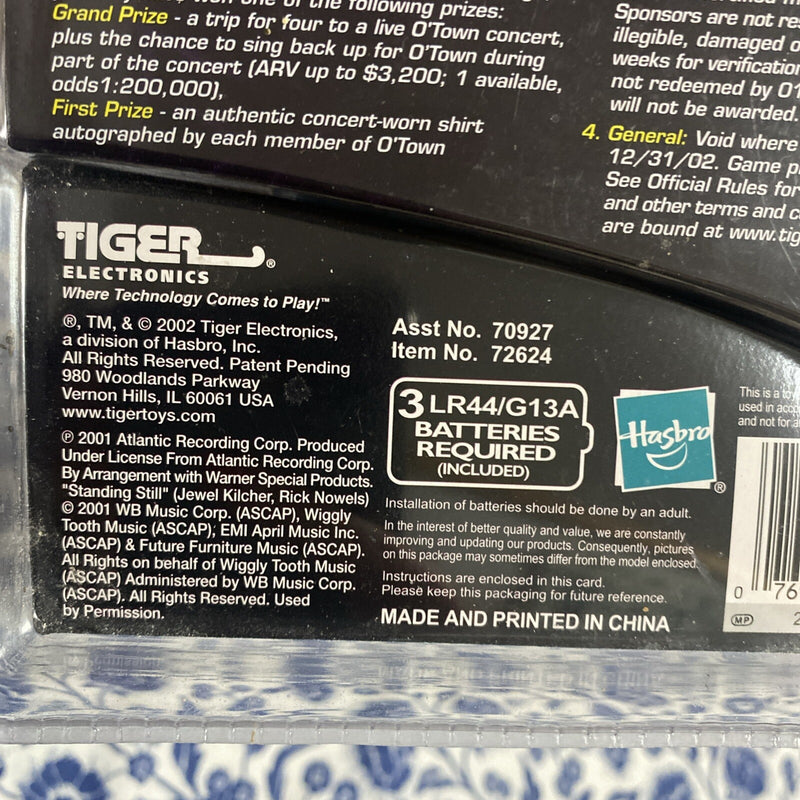 one of the following prizes:
Grand Prize - a trip for four to a live O'Town concert,
plus the chance to sing back up for O'Town during
part of the concert (ARV up to $3,200; 1 available,
odds1:200,000),
First Prize - an authentic concert-worn shirt
autographed by each member of O'Town
Sponsors are not
illegible, damaged
weeks for verification
not redeemed by
will not be awarded.
4. General: Void where
12/31/02. Game
See Official Rules for
and other terms and
are bound at
TIGER®
ELECTRONICS
Where Technology Comes to Play!™
®, TM, & © 2002 Tiger Electronics,
a division of Hasbro, Inc.
All Rights Reserved. Patent Pending
980 Woodlands Parkway
Vernon Hills, IL 60061 USA
www.tigertoys.com
℗ 2001 Atlantic Recording Corp. Produced
Under License From Atlantic Recording Corp.
By Arrangement with Warner Special Products.
"Standing Still" (Jewel Kilcher, Rick Nowels)
© 2001 WB Music Corp. (ASCAP), Wiggly
Tooth Music (ASCAP); EMI April Music Inc.
(ASCAP) & Future Furniture Music (ASCAP).
All Rights on behalf of Wiggly Tooth Music
(ASCAP) Administered by WB Music Corp.
(ASCAP). All Rights Reserved. Used
by Permission.
Asst No. 70927
Item No. 72624
3 LR44/G13A
BATTERIES
REQUIRED
(INCLUDED)
Hasbro®
Installation of batteries should be done by an adult.
In the interest of better quality and value, we are constantly
improving and updating our products. Consequently, pictures
on this package may sometimes differ from the model enclosed.
Instructions are enclosed in this card.
Please keep this packaging for future reference.
MADE AND PRINTED IN CHINA
This is a
used in
and not for
0 76
MP